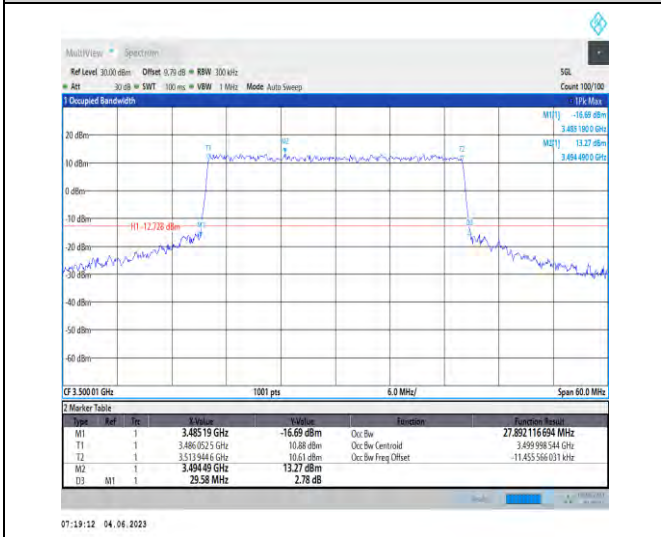 MultiView Spectrum
Ref Level 30.00 dBm Offset 9.79 dB RBW 300 kHz SGL
Att 30 dB SWT 100 ms VBW 1 MHz Mode Auto Sweep Count 100/100
1 Occupied Bandwidth 1Pk Max
M1[1] -16.69 dBm
3.485 190 0 GHz
M2[1] 13.27 dBm
3.494 490 0 GHz
20 dBm
T1 M2 T2
10 dBm
0 dBm
-10 dBm
H1 -12.728 dBm M1
-20 dBm
-30 dBm
-40 dBm
-50 dBm
-60 dBm
CF 3.500 01 GHz 1001 pts 6.0 MHz/ Span 60.0 MHz
2 Marker Table
Type Ref Trc X-Value Y-Value Function Function Result
M1 1 3.485 19 GHz -16.69 dBm Occ Bw 27.892 116 694 MHz
T1 1 3.486 052 5 GHz 10.88 dBm Occ Bw Centroid 3.499 998 544 GHz
T2 1 3.513 944 6 GHz 10.61 dBm Occ Bw Freq Offset -11.455 566 031 kHz
M2 1 3.494 49 GHz 13.27 dBm
D3 M1 1 29.58 MHz 2.78 dB
07:19:12 04.06.2023